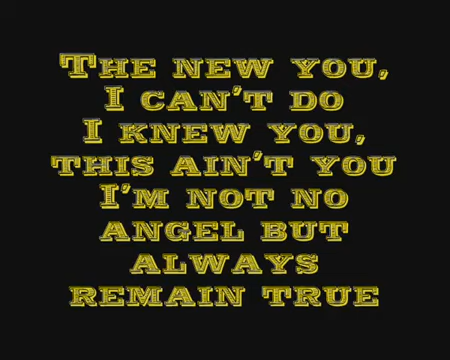 The new you,
I can't do
I knew you,
this ain't you
I'm not no
angel but
always
remain true